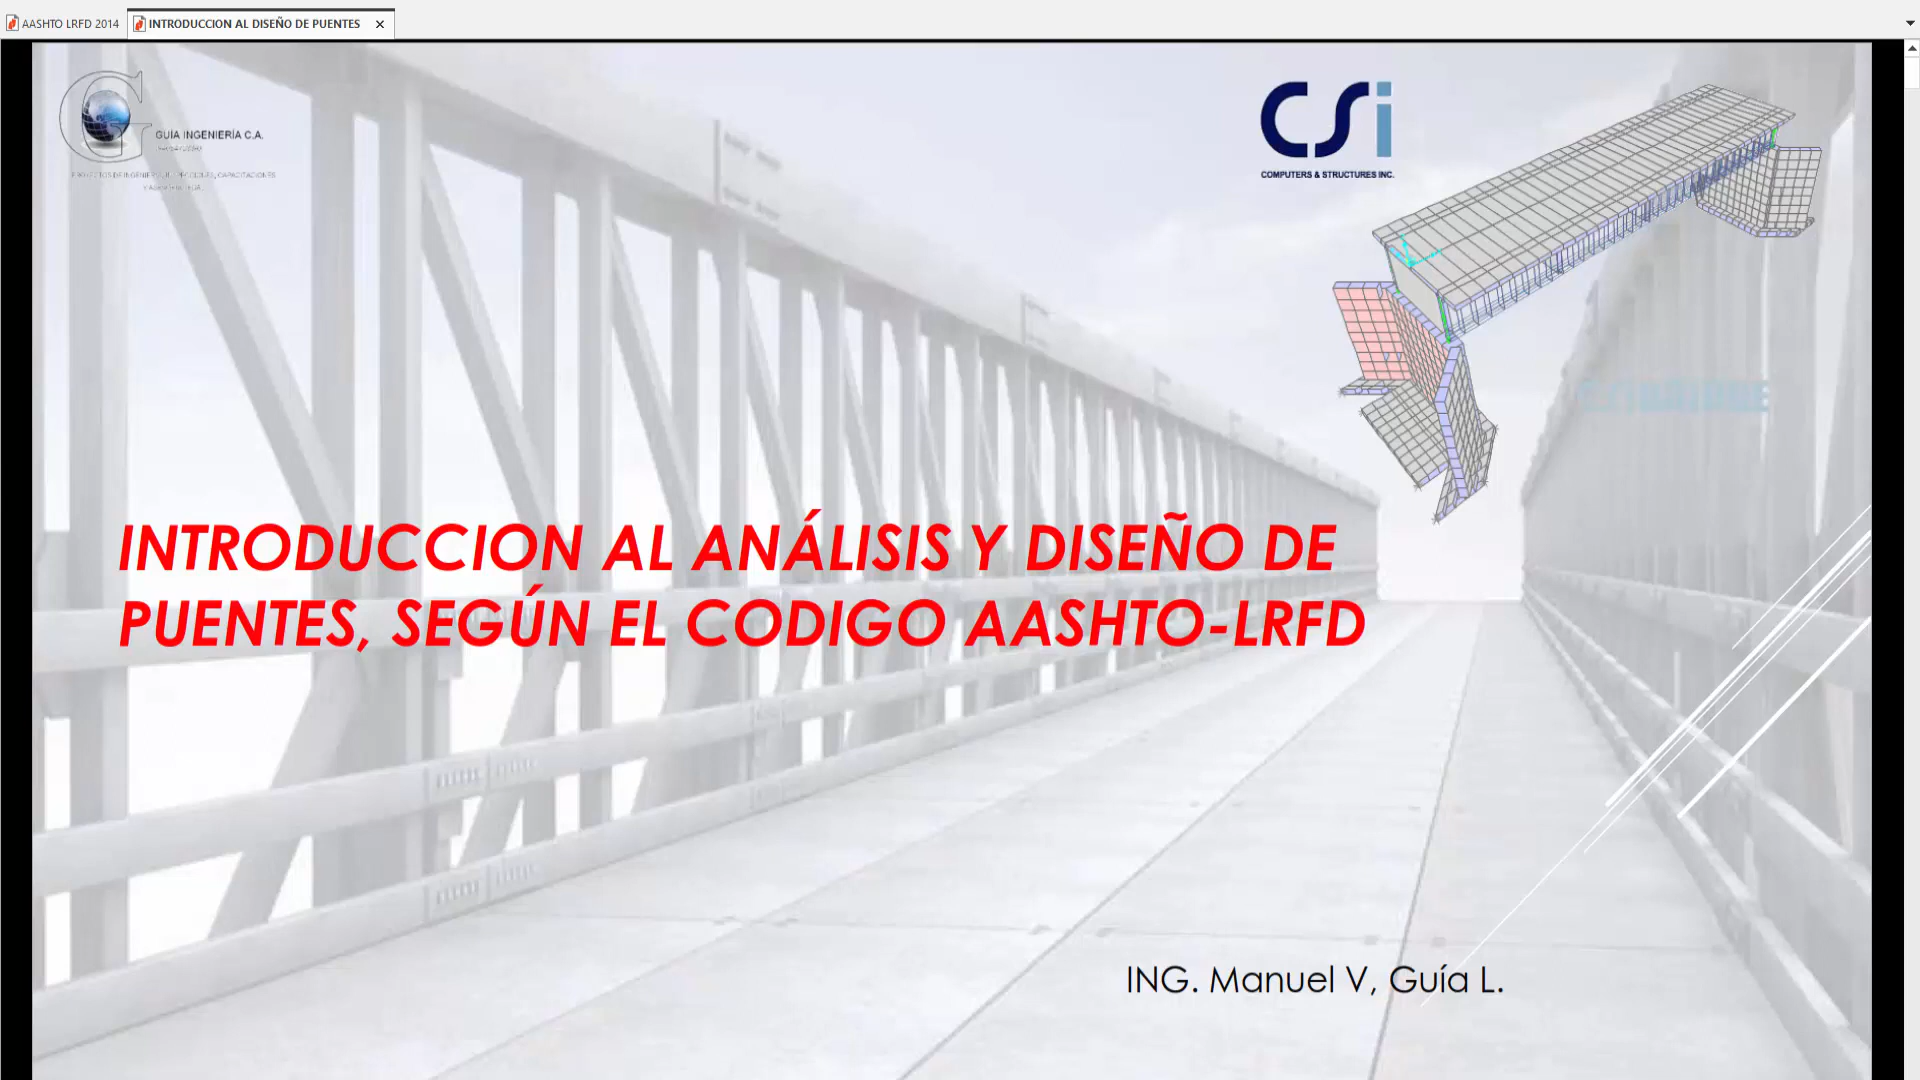 AASHTO LRFD 2014
INTRODUCCION AL DISEÑO DE PUENTES
GUÍA INGENIERÍA C.A.
CSi
COMPUTERS & STRUCTURES INC.
INTRODUCCION AL ANÁLISIS Y DISEÑO DE
PUENTES, SEGÚN EL CODIGO AASHTO-LRFD
ING. Manuel V, Guía L.